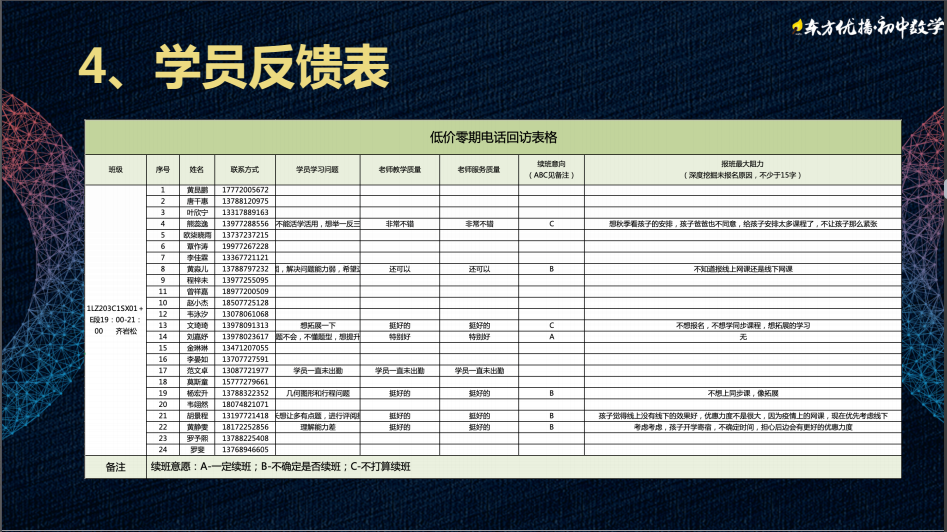 东方优播·初中数学
4、学员反馈表
低价零期电话回访表格
班级 序号 姓名 联系方式 学员学习问题 老师教学质量 老师服务质量 续班意向（ABC见备注） 报班最大阻力（深度挖掘未报名原因，不少于15字）
1LZ203C1SX01+E段19：00-21：00 齐岩松
1 黄昆鹏 17772005672
2 唐千惠 13788120975
3 叶欣宁 13317889163
4 熊蕊逸 13977288556 不能活学活用，想举一反三 非常不错 非常不错 C 想秋季看孩子的安排，孩子爸爸也不同意，给孩子安排太多课程了，不让孩子那么紧张
5 欧柒晓雨 13737237215
6 覃作涛 19977267228
7 李佳霖 13367721121
8 黄淼儿 13788797232 ，解决问题能力弱，希望 还可以 还可以 B 不知道报线上网课还是线下网课
9 程梓未 13977255095
11 曾祥嘉 18977200509
10 赵小杰 18507725128
12 韦泳汐 13078061068
13 文琦琦 13978091313 想拓展一下 挺好的 挺好的 C 不想报名，不想学同步课程，想拓展的学习
14 刘嘉妤 13978023617 题不会，不懂题型，想提升 特别好 特别好 A 无
15 金琳琳 13471207055
16 李晏如 13707727591
17 范文卓 13087721977 学员一直未出勤 学员一直未出勤 学员一直未出勤
18 莫斯童 15777279661
19 杨宏升 13788322352 几何图形和行程问题 挺好的 挺好的 B 不想上同步课，像拓展
20 韦翊然 18074821071
21 胡景程 13197721418 想让多有点题，进行评阅 挺好的 挺好的 B 孩子觉得线上没有线下的效果好，优惠力度不是很大，因为疫情上的网课，现在优先考虑线下
22 黄静雯 18172252856 理解能力差 挺好的 挺好的 B 考虑考虑，孩子开学寄宿，不确定时间，担心后边会有更好的优惠力度
23 罗予熙 13788225408
24 罗斐 13768946605
备注 续班意愿：A-一定续班；B-不确定是否续班；C-不打算续班